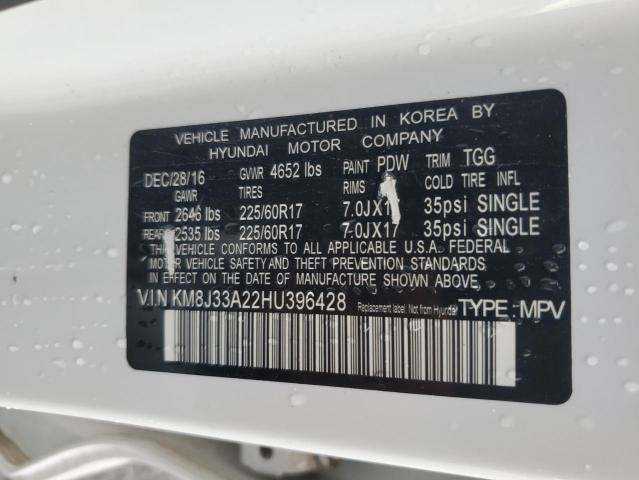 VEHICLE MANUFACTURED IN KOREA BY
HYUNDAI MOTOR COMPANY
DEC/28/16 GVWR 4652 lbs PAINT PDW TRIM TGG
GAWR TIRES RIMS COLD TIRE INFL
FRONT 2646 lbs 225/60R17 7.0JX1 35psi SINGLE
REAR 2535 lbs 225/60R17 7.0JX17 35psi SINGLE
THIS VEHICLE CONFORMS TO ALL APPLICABLE U.S.A. FEDERAL
MOTOR VEHICLE SAFETY AND THEFT PREVENTION STANDARDS
IN EFFECT ON THE DATE OF MANUFACTURE SHOWN ABOVE.
V.I.N KM8J33A22HU396428 Replacement label: Not from Hyundai TYPE: MPV